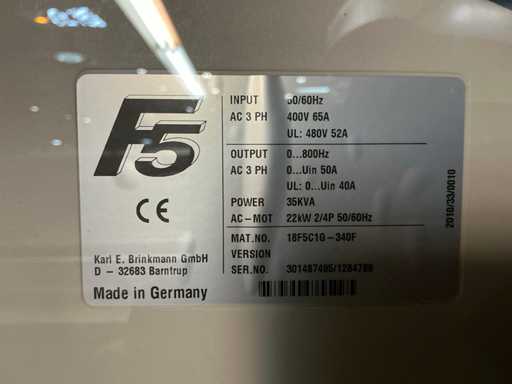 F5
CE
Karl E. Brinkmann GmbH
D - 32683 Barntrup
Made in Germany
INPUT 50/60Hz
AC 3 PH 400V 65A
UL: 480V 52A
OUTPUT 0...800Hz
AC 3 PH 0...Uin 50A
UL: 0...Uin 40A
POWER 35KVA
AC-MOT 22kW 2/4P 50/60Hz
MAT.NO. 18F5C1G-340F
VERSION
SER.NO. 301487495/1284789
2010/33/0010